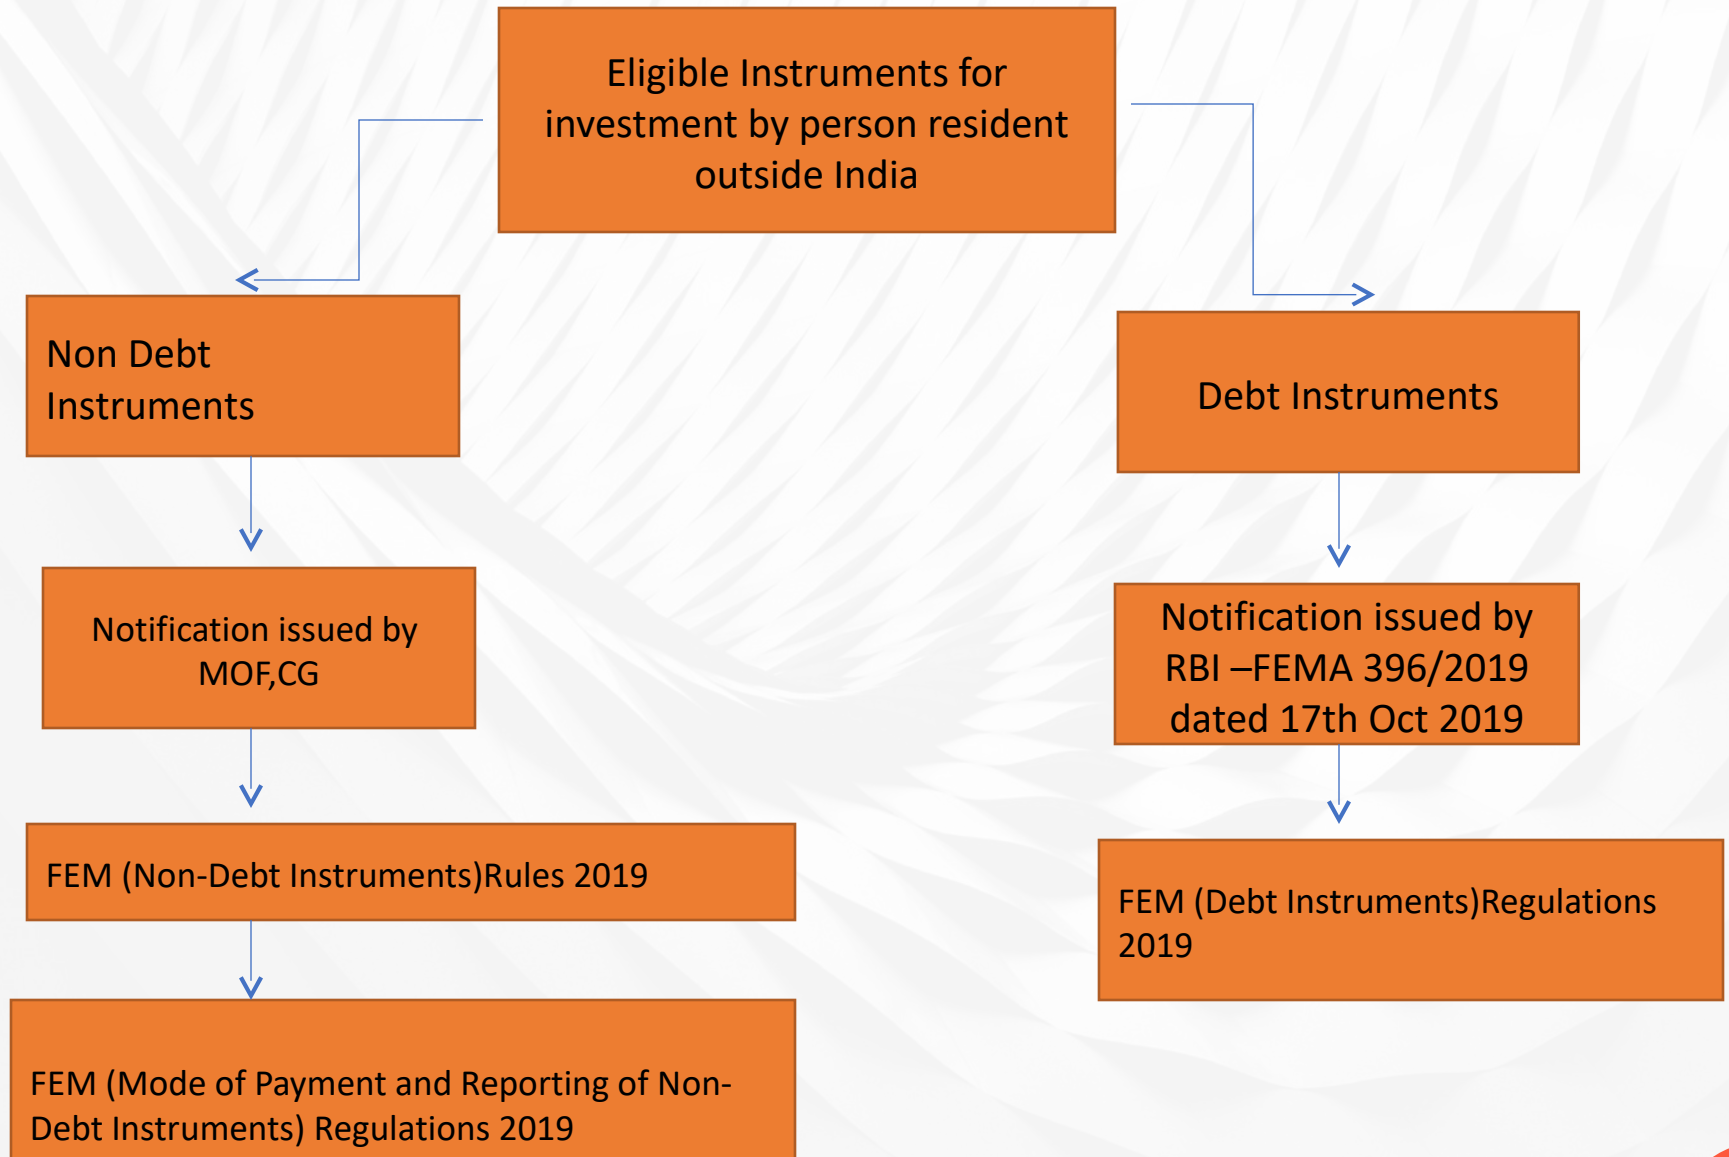 Eligible Instruments for
investment by person resident
outside India
Non Debt
Instruments
Debt Instruments
Notification issued by
MOF,CG
Notification issued by
RBI –FEMA 396/2019
dated 17th Oct 2019
FEM (Non-Debt Instruments)Rules 2019
FEM (Debt Instruments)Regulations
2019
FEM (Mode of Payment and Reporting of Non-
Debt Instruments) Regulations 2019